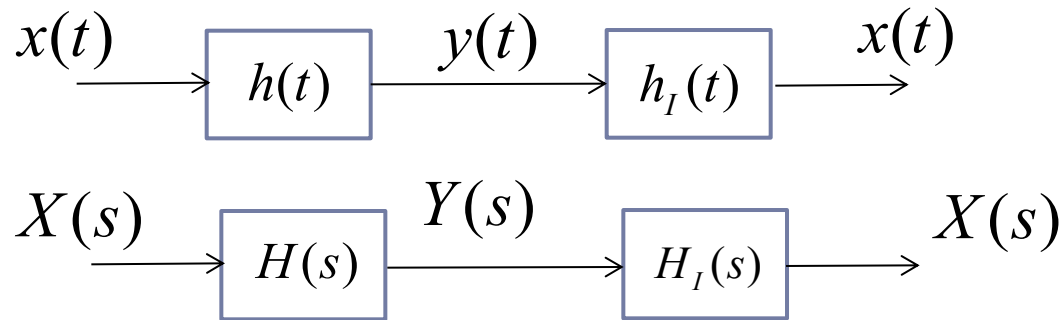 x(t) h(t) y(t) h_I(t) x(t)
X(s) H(s) Y(s) H_I(s) X(s)